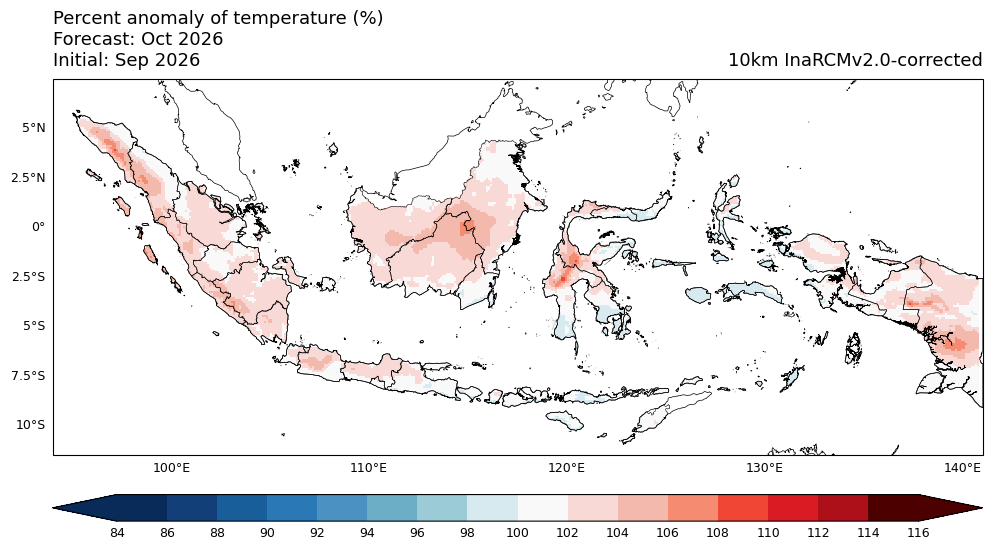 Percent anomaly of temperature (%)
Forecast: Oct 2026
Initial: Sep 2026
10km InaRCMv2.0-corrected
5°N
2.5°N
0°
2.5°S
5°S
7.5°S
10°S
100°E 110°E 120°E 130°E 140°E
84 86 88 90 92 94 96 98 100 102 104 106 108 110 112 114 116